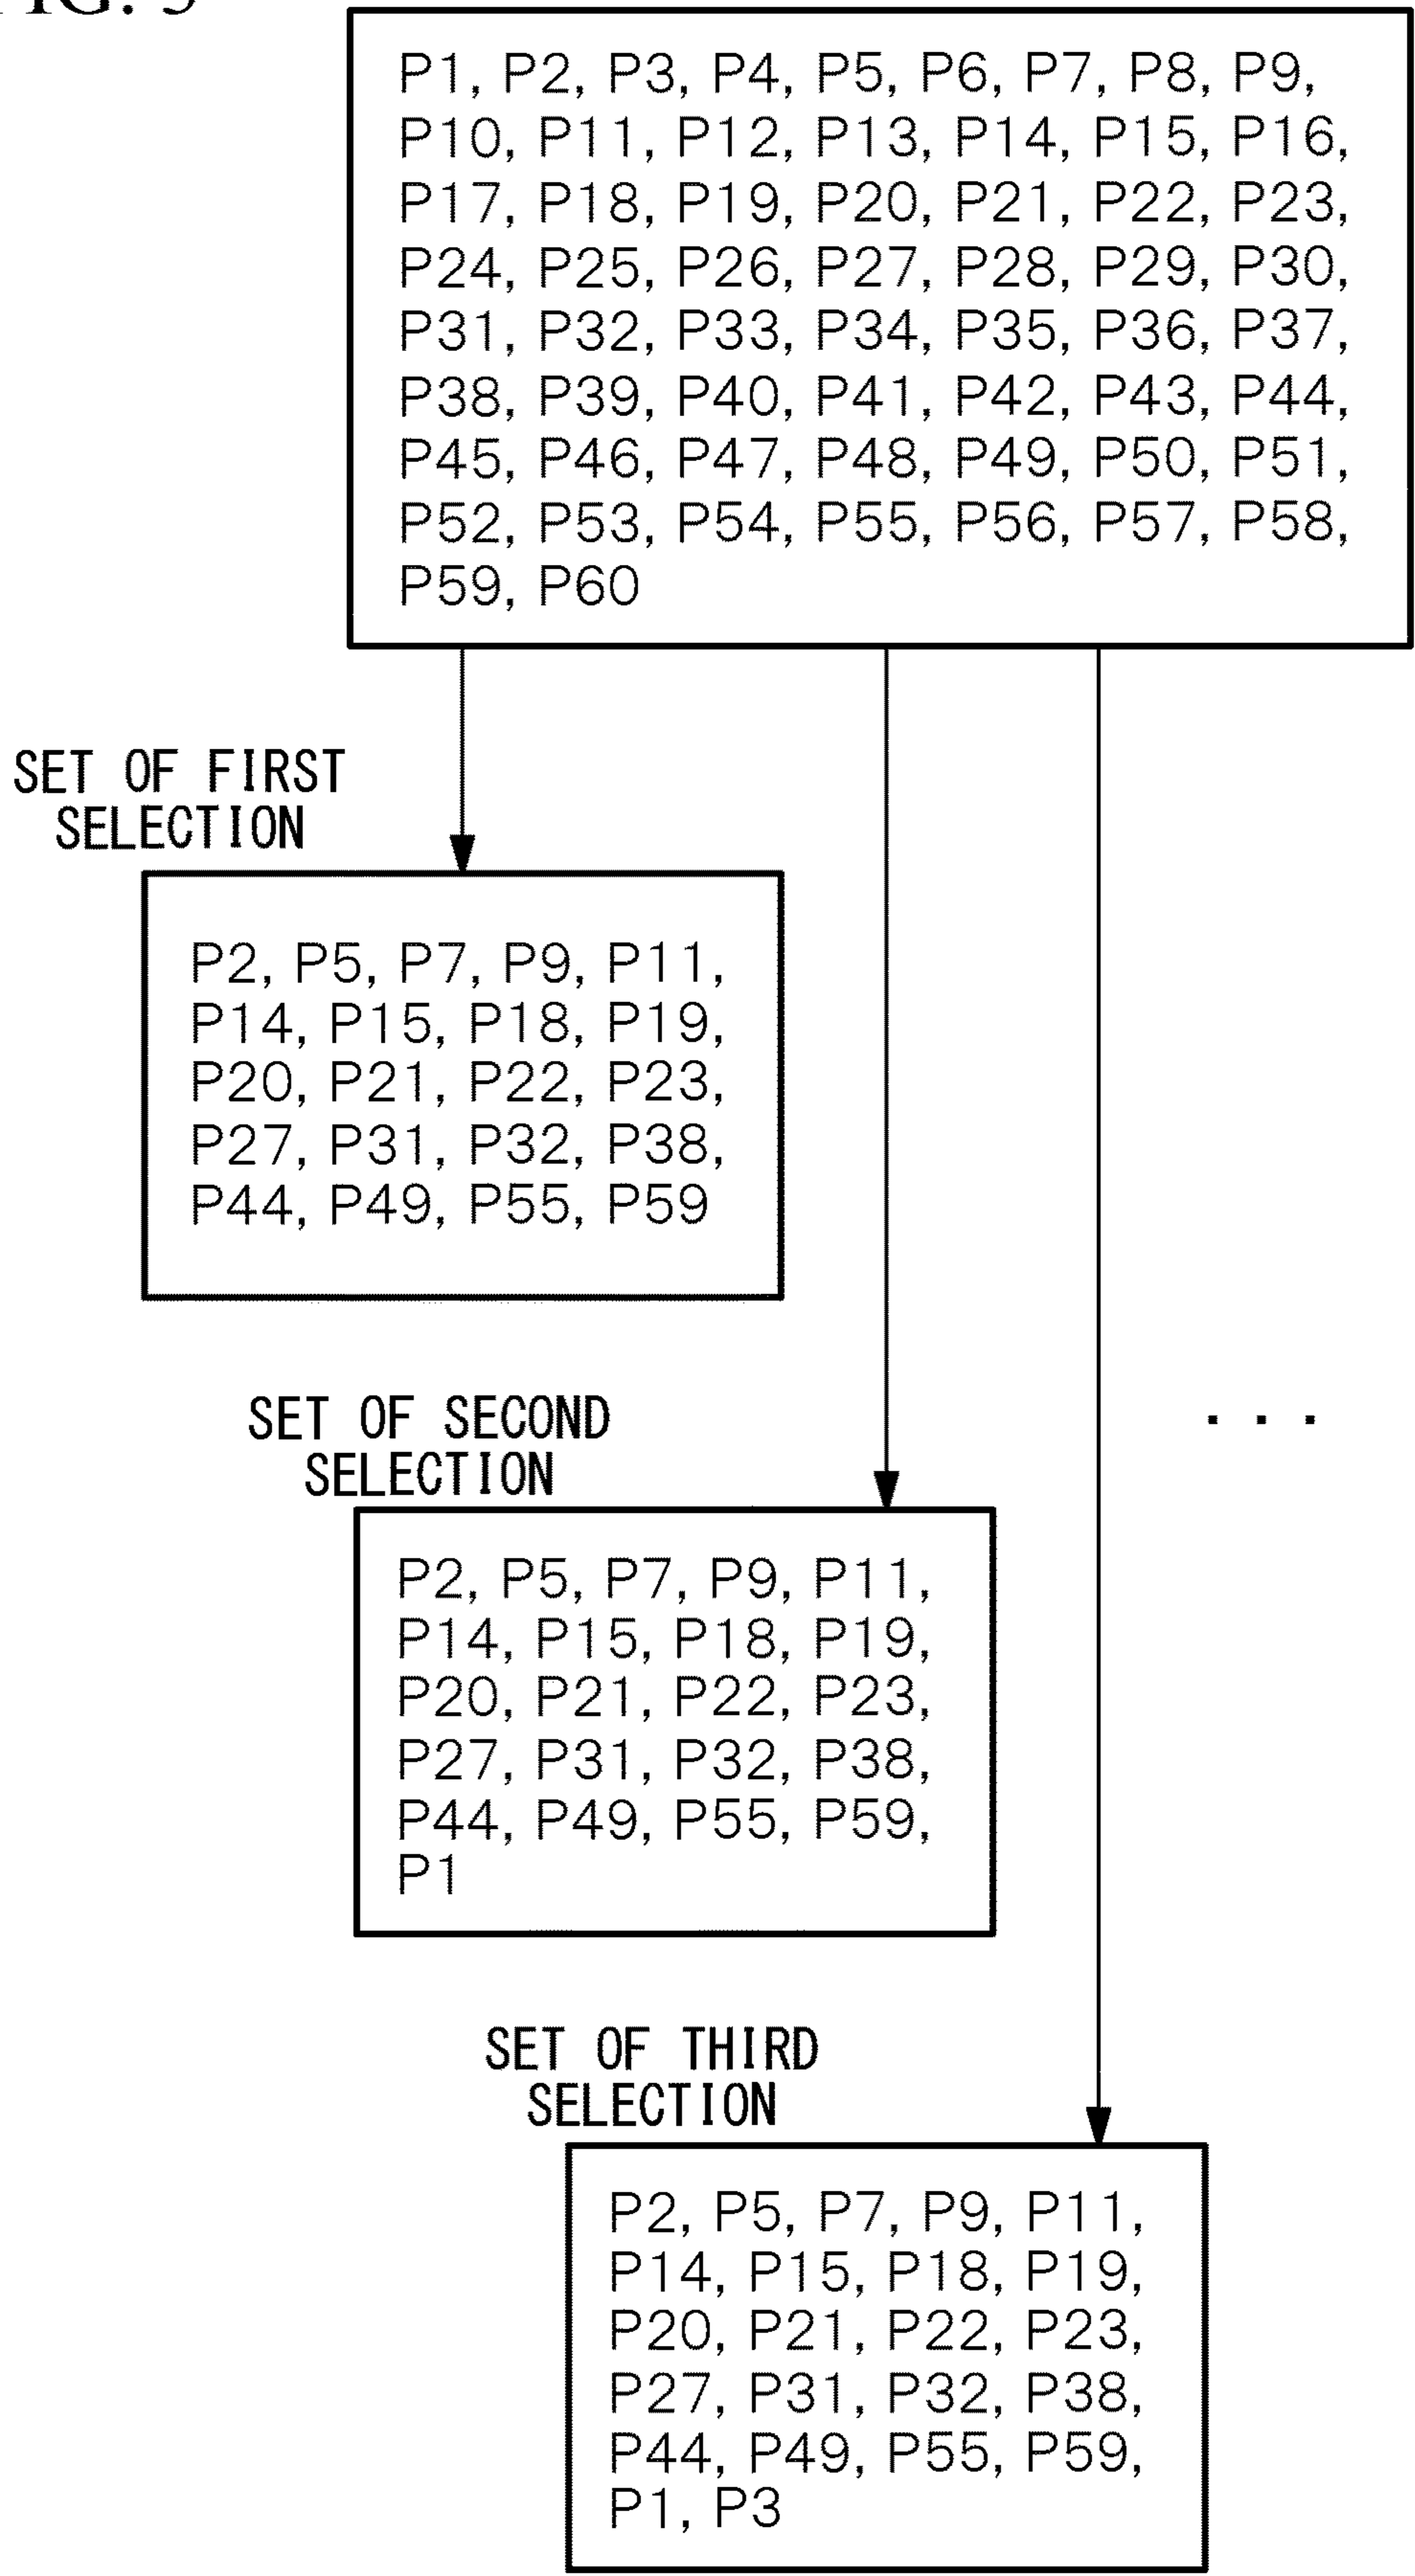 FIG. 5
P1, P2, P3, P4, P5, P6, P7, P8, P9,
P10, P11, P12, P13, P14, P15, P16,
P17, P18, P19, P20, P21, P22, P23,
P24, P25, P26, P27, P28, P29, P30,
P31, P32, P33, P34, P35, P36, P37,
P38, P39, P40, P41, P42, P43, P44,
P45, P46, P47, P48, P49, P50, P51,
P52, P53, P54, P55, P56, P57, P58,
P59, P60
SET OF FIRST
SELECTION
P2, P5, P7, P9, P11,
P14, P15, P18, P19,
P20, P21, P22, P23,
P27, P31, P32, P38,
P44, P49, P55, P59
SET OF SECOND
SELECTION
...
P2, P5, P7, P9, P11,
P14, P15, P18, P19,
P20, P21, P22, P23,
P27, P31, P32, P38,
P44, P49, P55, P59,
P1
SET OF THIRD
SELECTION
P2, P5, P7, P9, P11,
P14, P15, P18, P19,
P20, P21, P22, P23,
P27, P31, P32, P38,
P44, P49, P55, P59,
P1, P3